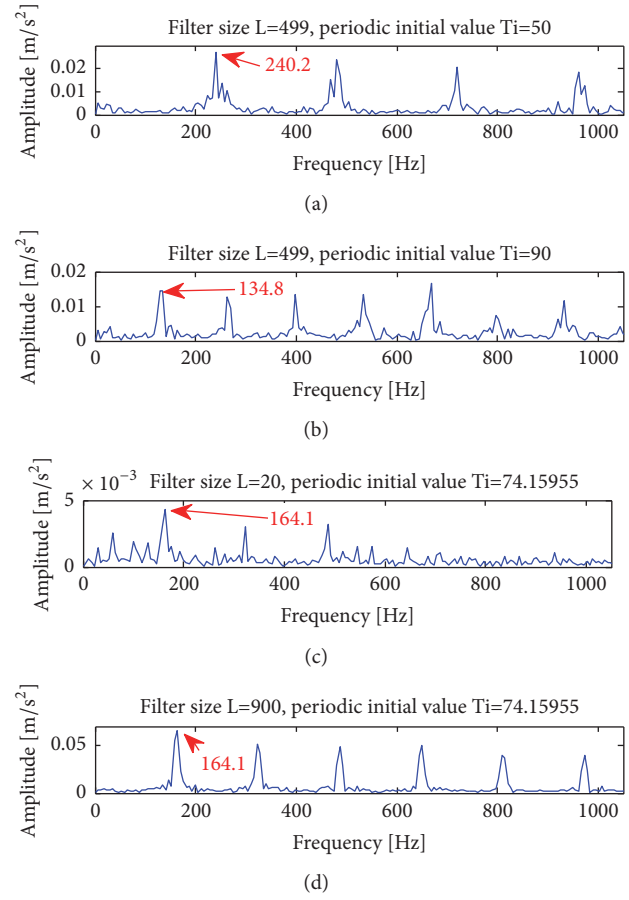 Filter size L=499, periodic initial value Ti=50
Amplitude [m/s²]
0.02
0.01
0
240.2
0 200 400 600 800 1000
Frequency [Hz]
(a)
Filter size L=499, periodic initial value Ti=90
Amplitude [m/s²]
0.02
0.01
0
134.8
0 200 400 600 800 1000
Frequency [Hz]
(b)
× 10⁻³
Filter size L=20, periodic initial value Ti=74.15955
Amplitude [m/s²]
5
0
164.1
0 200 400 600 800 1000
Frequency [Hz]
(c)
Filter size L=900, periodic initial value Ti=74.15955
Amplitude [m/s²]
0.05
0
164.1
0 200 400 600 800 1000
Frequency [Hz]
(d)